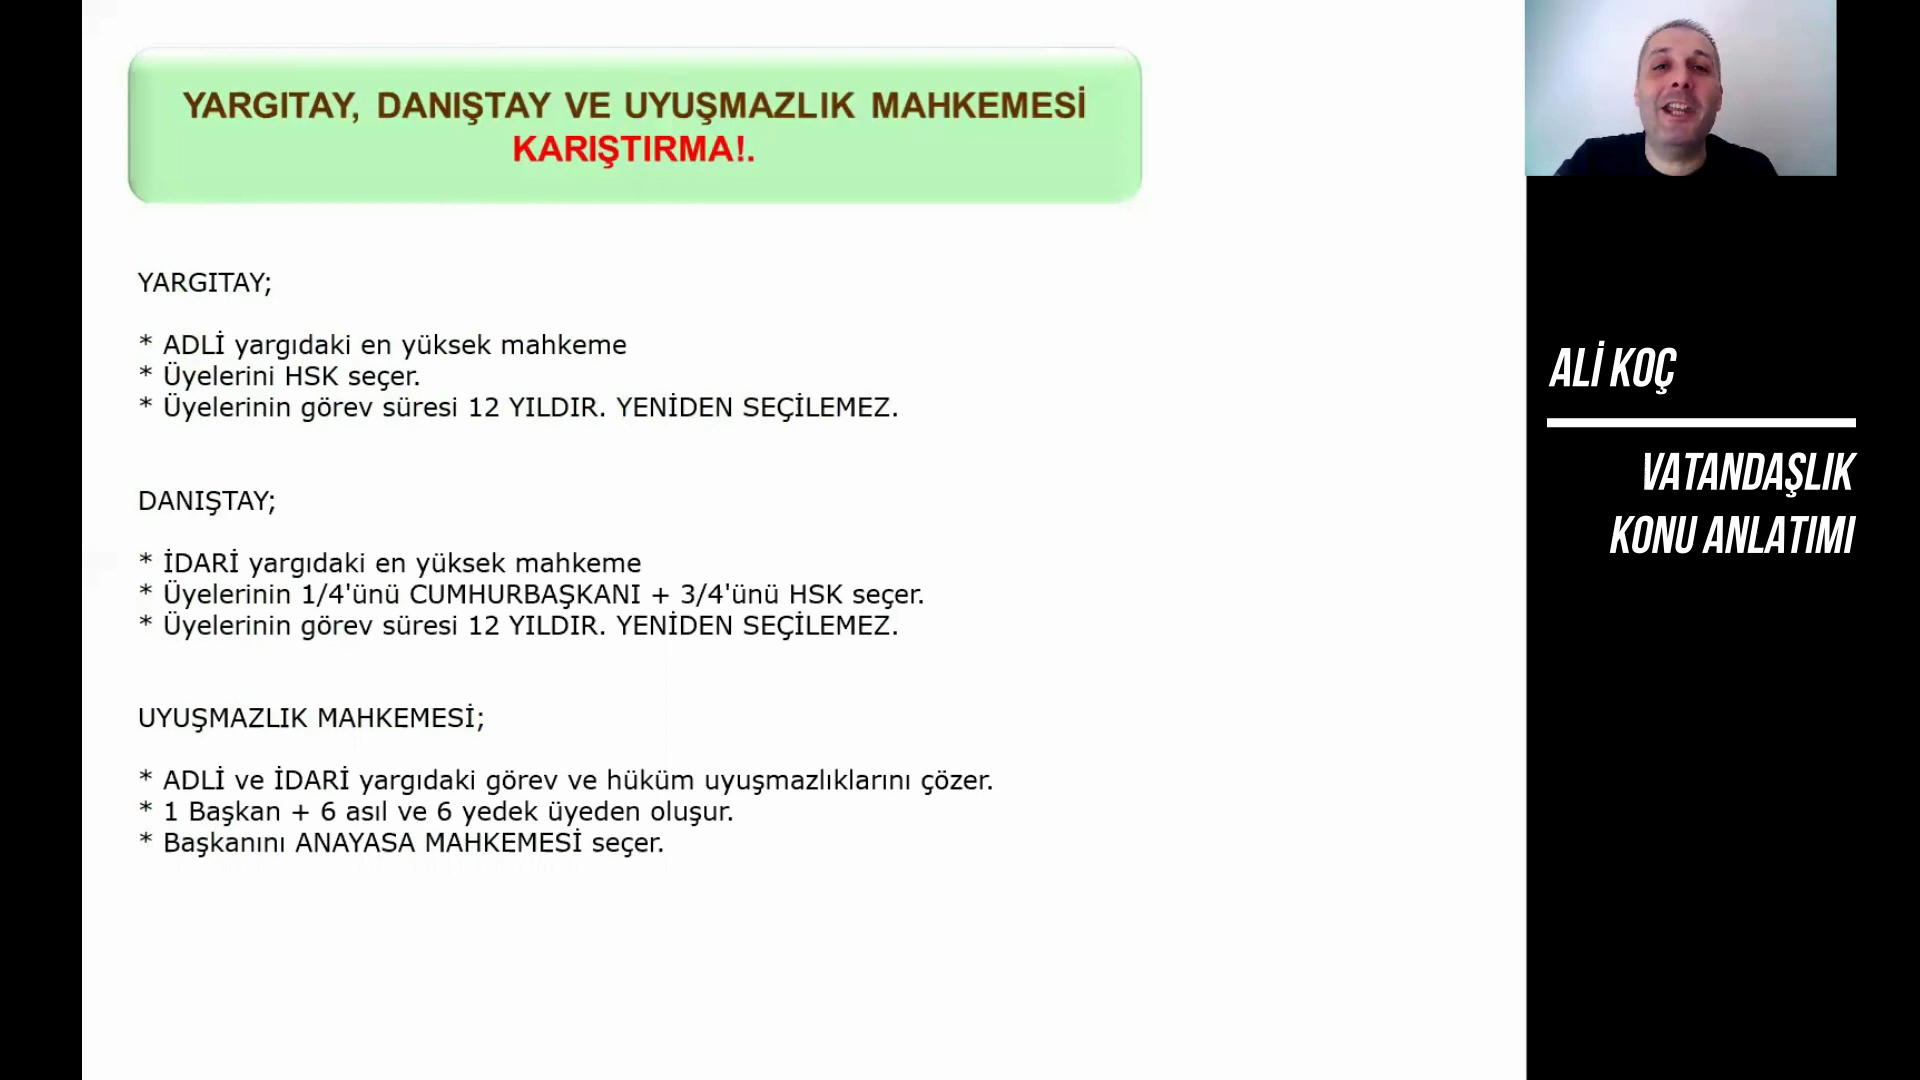 YARGITAY, DANIŞTAY VE UYUŞMAZLIK MAHKEMESİ
KARIŞTIRMA!.
YARGITAY;
* ADLİ yargıdaki en yüksek mahkeme
* Üyelerini HSK seçer.
* Üyelerinin görev süresi 12 YILDIR. YENİDEN SEÇİLEMEZ.
DANIŞTAY;
* İDARİ yargıdaki en yüksek mahkeme
* Üyelerinin 1/4'ünü CUMHURBAŞKANI + 3/4'ünü HSK seçer.
* Üyelerinin görev süresi 12 YILDIR. YENİDEN SEÇİLEMEZ.
UYUŞMAZLIK MAHKEMESİ;
* ADLİ ve İDARİ yargıdaki görev ve hüküm uyuşmazlıklarını çözer.
* 1 Başkan + 6 asıl ve 6 yedek üyeden oluşur.
* Başkanını ANAYASA MAHKEMESİ seçer.
ALİ KOÇ
VATANDAŞLIK
KONU ANLATIMI